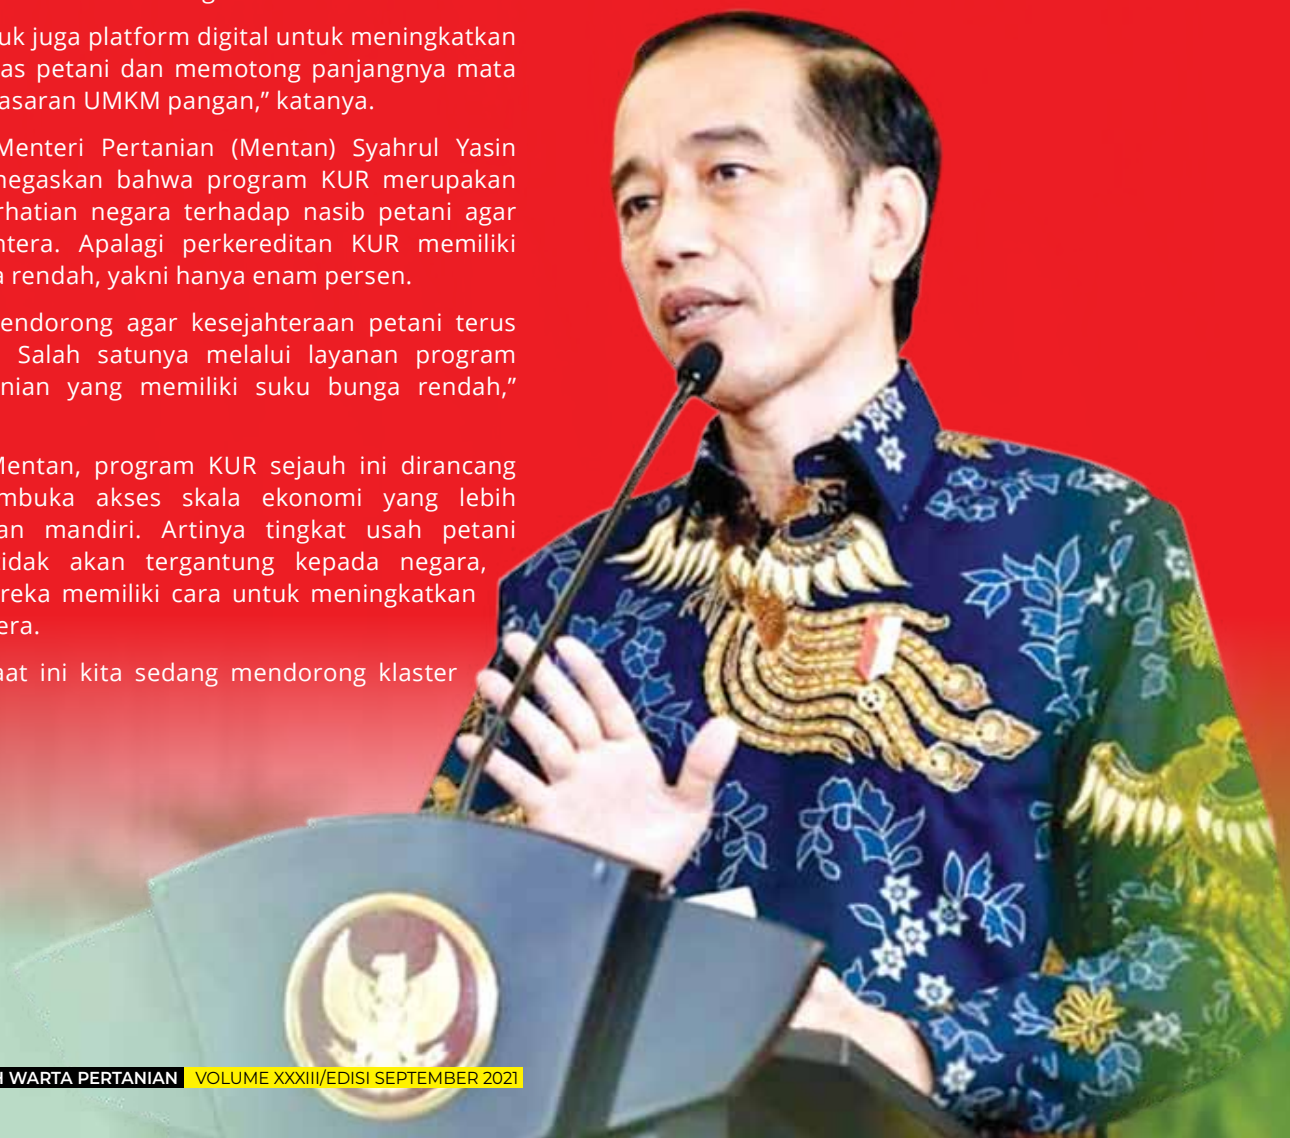 uk juga platform digital untuk meningkatkan
as petani dan memotong panjangnya mata
asaran UMKM pangan,” katanya.
Menteri Pertanian (Mentan) Syahrul Yasin
negaskan bahwa program KUR merupakan
rhatian negara terhadap nasib petani agar
ntera. Apalagi perkereditan KUR memiliki
a rendah, yakni hanya enam persen.
endorong agar kesejahteraan petani terus
Salah satunya melalui layanan program
nian yang memiliki suku bunga rendah,”
Mentan, program KUR sejauh ini dirancang
mbuka akses skala ekonomi yang lebih
an mandiri. Artinya tingkat usah petani
idak akan tergantung kepada negara,
reka memiliki cara untuk meningkatkan
era.
aat ini kita sedang mendorong klaster
H WARTA PERTANIAN VOLUME XXXIII/EDISI SEPTEMBER 2021